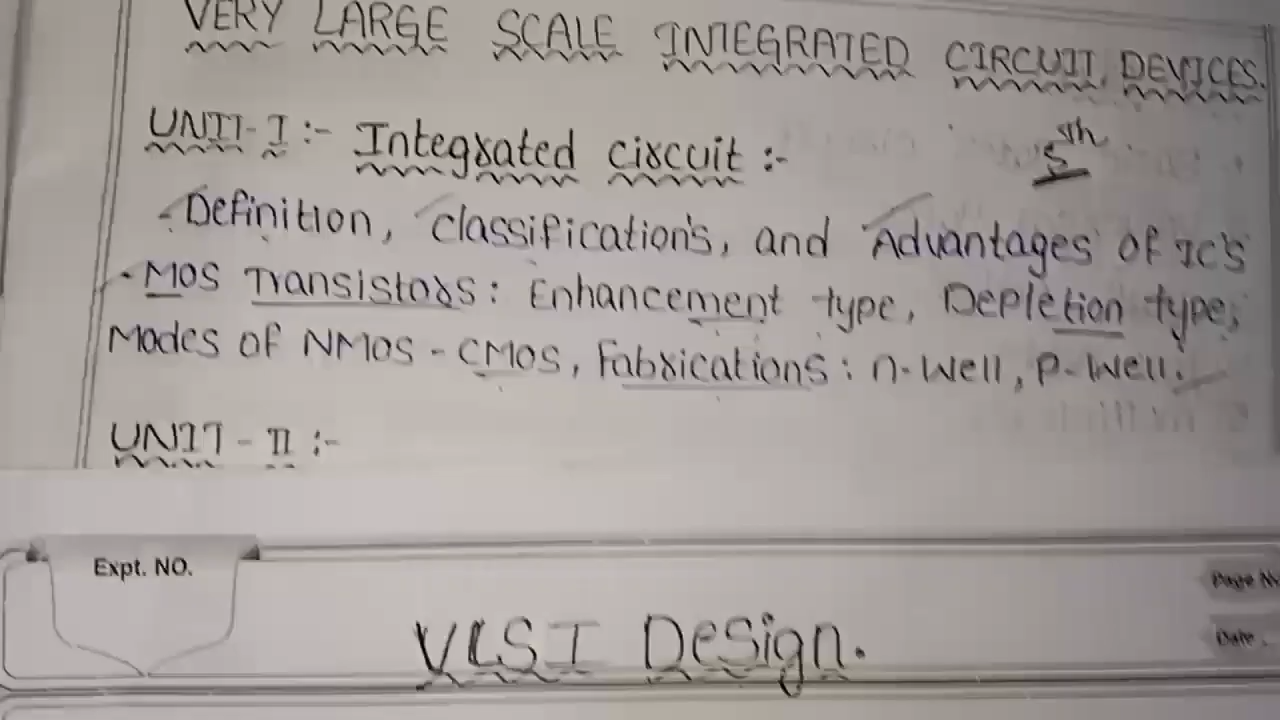 VERY LARGE SCALE INTEGRATED CIRCUIT DEVICES.
UNIT-I :- Integrated circuit :-
5th
Definition, classification's, and Advantages of IC's
MOS Transistors: Enhancement type, Depletion type,
Modes of NMOS - CMOS, Fabrications: n-well, p-well.
UNIT-II :-
Expt. NO.
Page No
Date
VLSI Design.